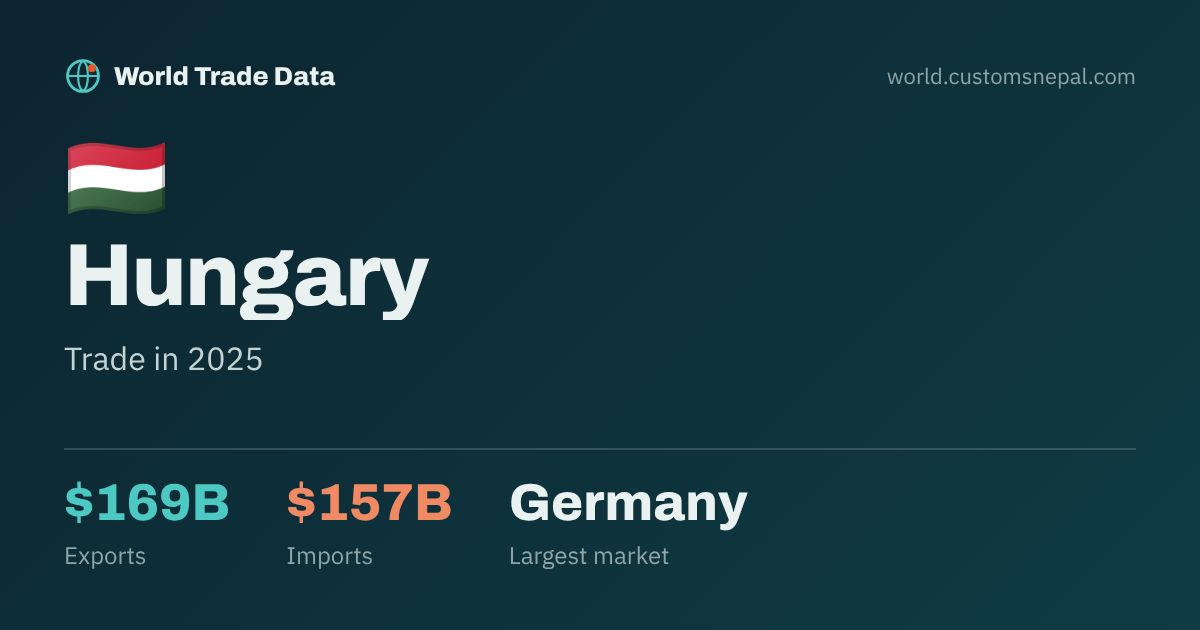 World Trade Data
world.customsnepal.com
Hungary
Trade in 2025
$169B
Exports
$157B
Imports
Germany
Largest market